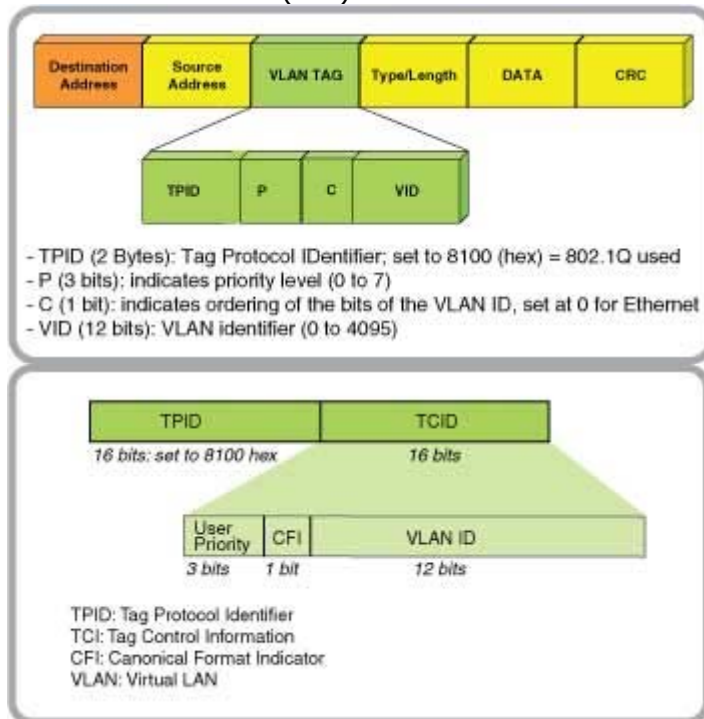 Destination Address
Source Address
VLAN TAG
Type/Length
DATA
CRC
TPID
P
C
VID
- TPID (2 Bytes): Tag Protocol IDentifier; set to 8100 (hex) = 802.1Q used
- P (3 bits): indicates priority level (0 to 7)
- C (1 bit): indicates ordering of the bits of the VLAN ID, set at 0 for Ethernet
- VID (12 bits): VLAN identifier (0 to 4095)
TPID
TCID
16 bits: set to 8100 hex
16 bits
User Priority
CFI
VLAN ID
3 bits
1 bit
12 bits
TPID: Tag Protocol Identifier
TCI: Tag Control Information
CFI: Canonical Format Indicator
VLAN: Virtual LAN